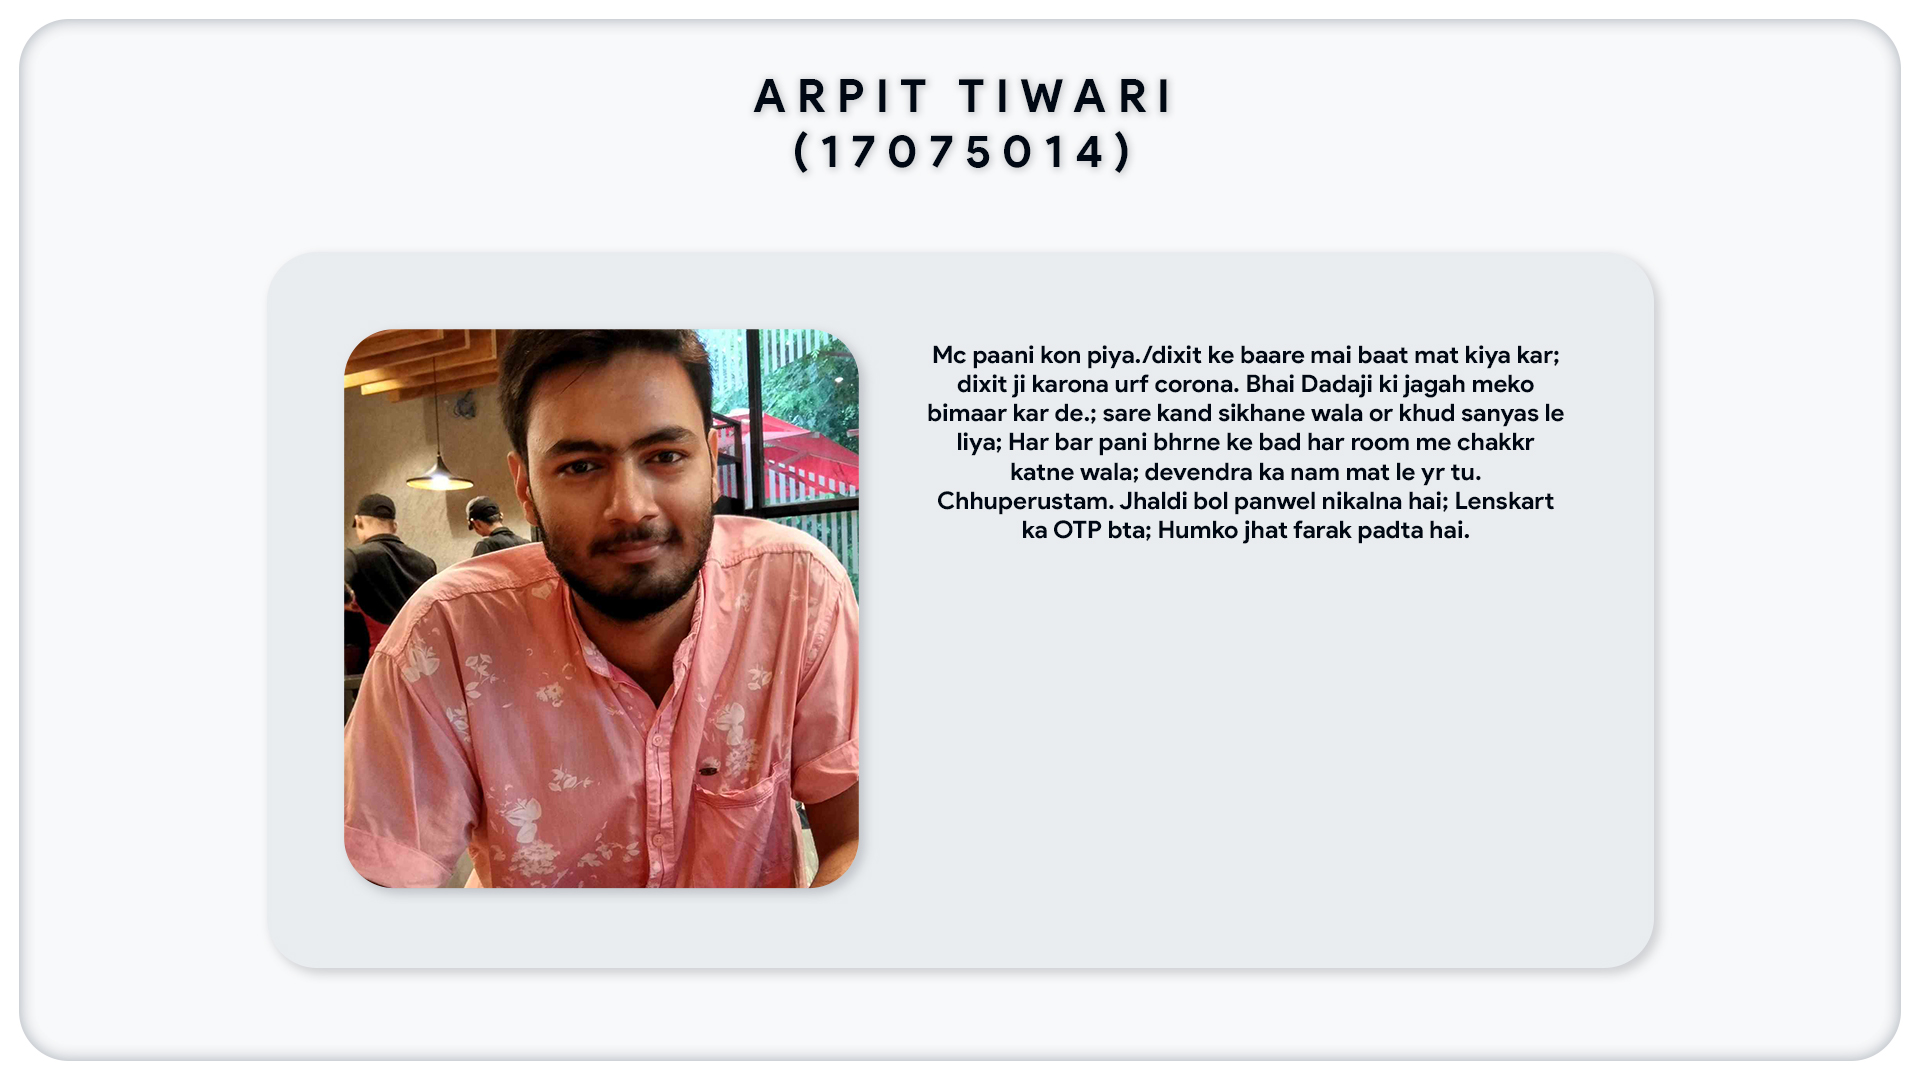 ARPIT TIWARI
(17075014)
Mc paani kon piya./dixit ke baare mai baat mat kiya kar;
dixit ji karona urf corona. Bhai Dadaji ki jagah meko
bimaar kar de.; sare kand sikhane wala or khud sanyas le
liya; Har bar pani bhrne ke bad har room me chakkr
katne wala; devendra ka nam mat le yr tu.
Chhuperustam. Jhaldi bol panwel nikalna hai; Lenskart
ka OTP bta; Humko jhat farak padta hai.